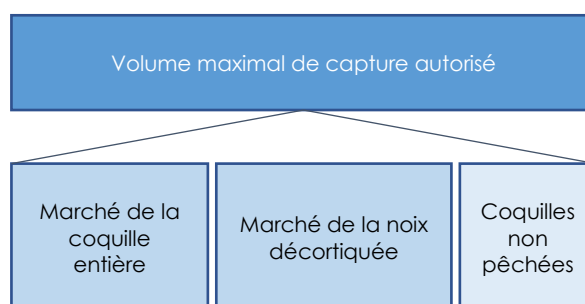 Volume maximal de capture autorisé
Marché de la
coquille
entière
Marché de la noix
décortiquée
Coquilles
non
pêchées